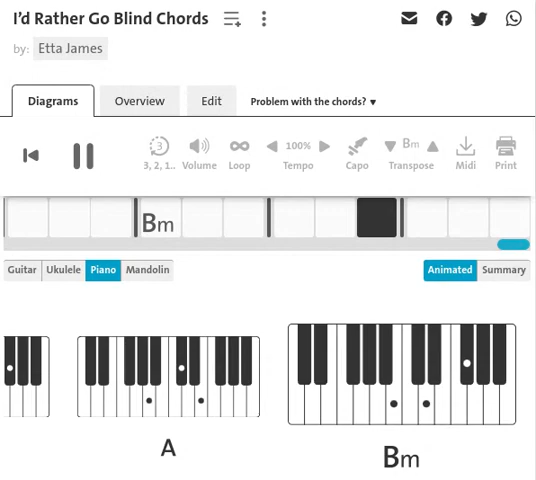 I'd Rather Go Blind Chords
by: Etta James
Diagrams Overview Edit Problem with the chords? ▾
3 100% Bm
3, 2, 1.. Volume Loop Tempo Capo Transpose Midi Print
Bm
Guitar Ukulele Piano Mandolin Animated Summary
A Bm